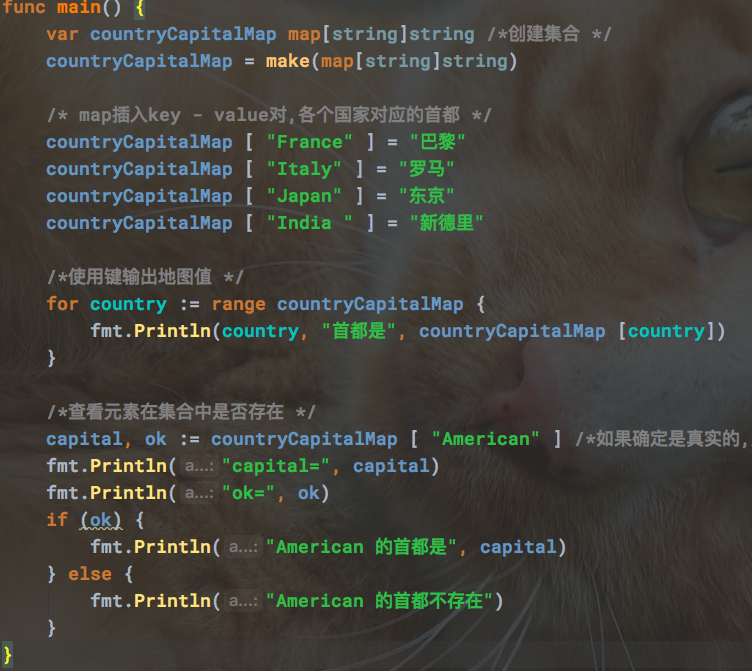 func main() {
    var countryCapitalMap map[string]string /*创建集合 */
    countryCapitalMap = make(map[string]string)
    /* map插入key - value对,各个国家对应的首都 */
    countryCapitalMap [ "France" ] = "巴黎"
    countryCapitalMap [ "Italy" ] = "罗马"
    countryCapitalMap [ "Japan" ] = "东京"
    countryCapitalMap [ "India " ] = "新德里"
    /*使用键输出地图值 */
    for country := range countryCapitalMap {
        fmt.Println(country, "首都是", countryCapitalMap [country])
    }
    /*查看元素在集合中是否存在 */
    capital, ok := countryCapitalMap [ "American" ] /*如果确定是真实的,
    fmt.Println( a...: "capital=", capital)
    fmt.Println( a...: "ok=", ok)
    if (ok) {
        fmt.Println( a...: "American 的首都是", capital)
    } else {
        fmt.Println( a...: "American 的首都不存在")
    }
}